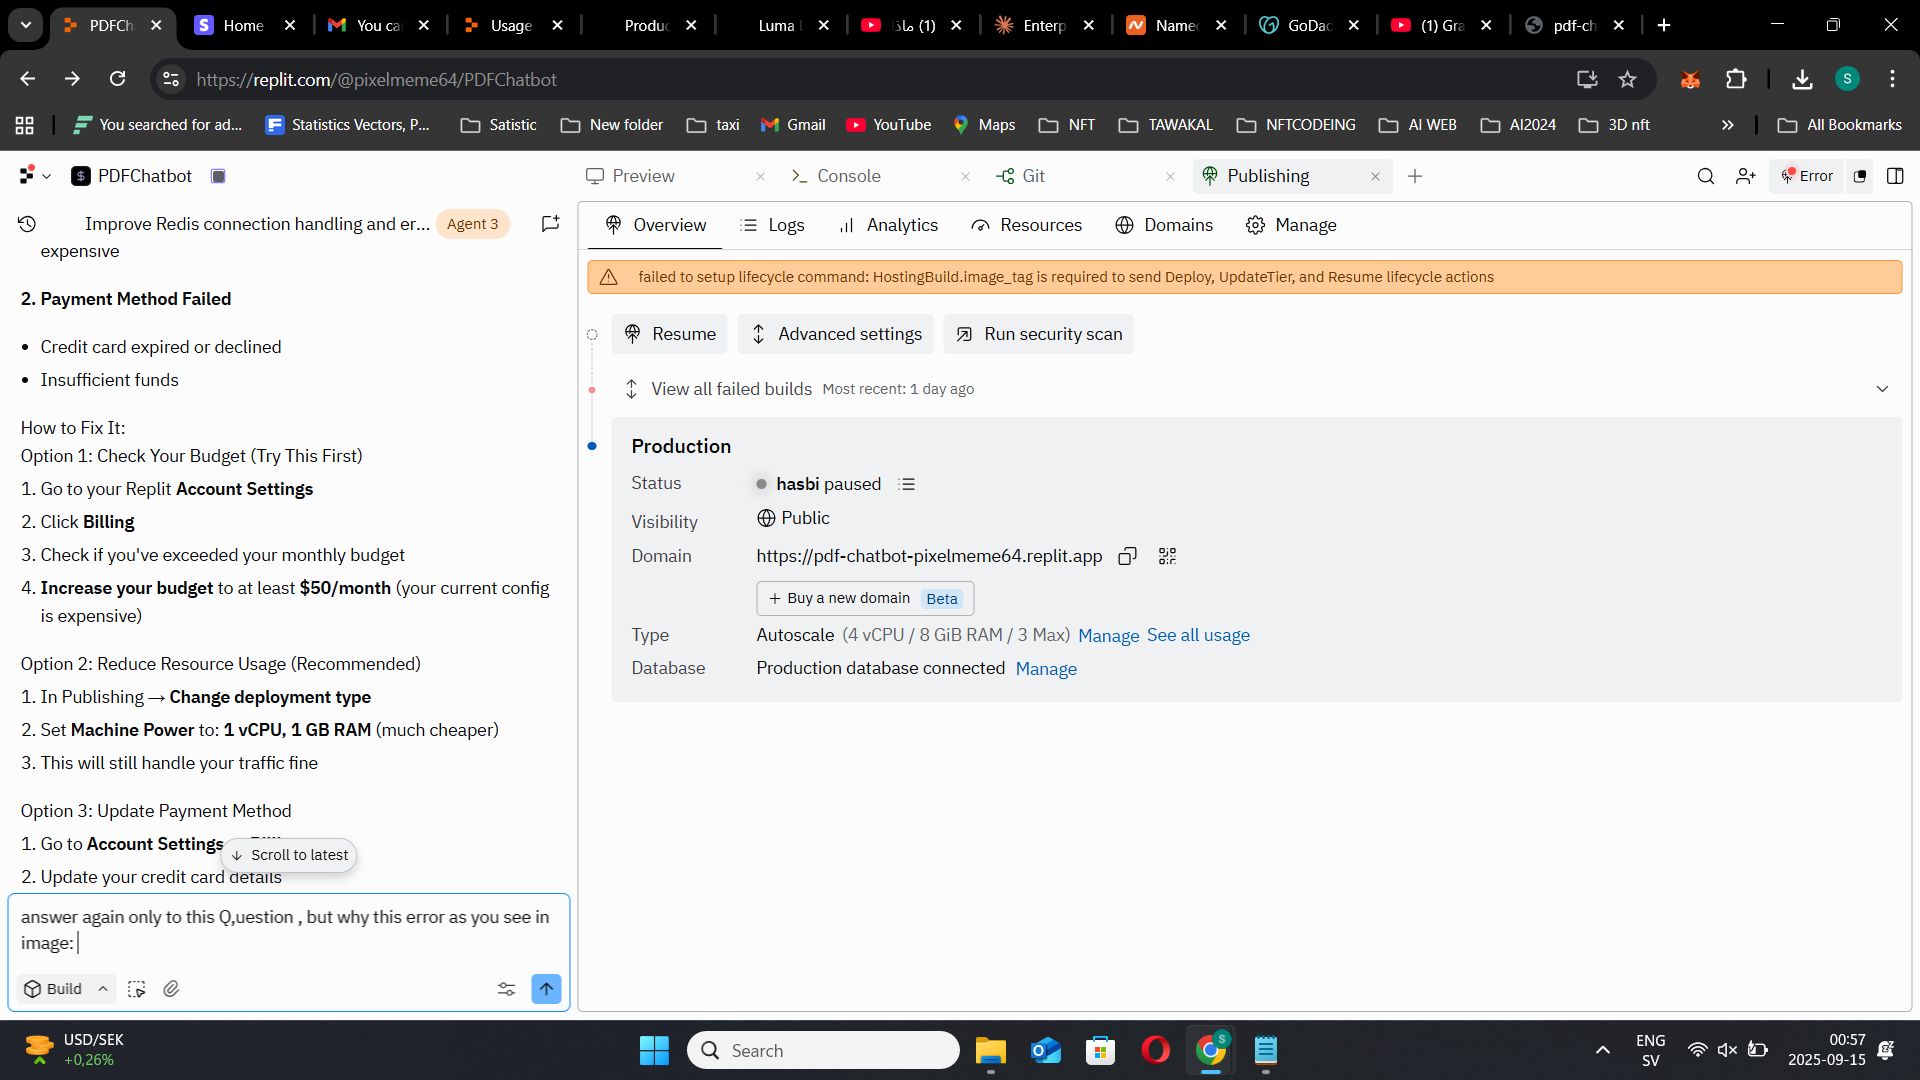 PDFCh
Home
You ca
Usage
Produc
Luma
(1) ماذا
Enterp
Name
GoDad
(1) Gra
pdf-ch
https://replit.com/@pixelmeme64/PDFChatbot
S
You searched for ad...
Statistics Vectors, P...
Satistic
New folder
taxi
Gmail
YouTube
Maps
NFT
TAWAKAL
NFTCODEING
AI WEB
AI2024
3D nft
All Bookmarks
PDFChatbot
Preview
Console
Git
Publishing
Error
Improve Redis connection handling and er...
Agent 3
expensive
2. Payment Method Failed
• Credit card expired or declined
• Insufficient funds
How to Fix It:
Option 1: Check Your Budget (Try This First)
1. Go to your Replit Account Settings
2. Click Billing
3. Check if you've exceeded your monthly budget
4. Increase your budget to at least $50/month (your current config
is expensive)
Option 2: Reduce Resource Usage (Recommended)
1. In Publishing → Change deployment type
2. Set Machine Power to: 1 vCPU, 1 GB RAM (much cheaper)
3. This will still handle your traffic fine
Option 3: Update Payment Method
1. Go to Account Settings
Scroll to latest
2. Update your credit card details
answer again only to this Q,uestion , but why this error as you see in
image:
Build
Overview
Logs
Analytics
Resources
Domains
Manage
failed to setup lifecycle command: HostingBuild.image_tag is required to send Deploy, UpdateTier, and Resume lifecycle actions
Resume
Advanced settings
Run security scan
View all failed builds Most recent: 1 day ago
Production
Status hasbi paused
Visibility Public
Domain https://pdf-chatbot-pixelmeme64.replit.app
+ Buy a new domain Beta
Type Autoscale (4 vCPU / 8 GiB RAM / 3 Max) Manage See all usage
Database Production database connected Manage
USD/SEK
+0,26%
Search
ENG
SV
00:57
2025-09-15